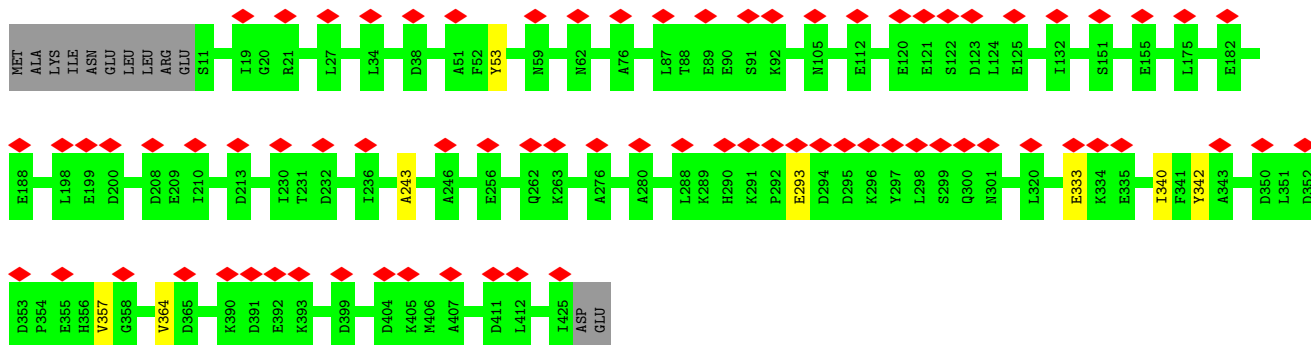 MET ALA LYS ILE ASN GLU LEU LEU ARG GLU S11 I19 G20 R21 L27 L34 D38 A51 F52 Y53 N59 N62 A76 L87 T88 E89 E90 S91 K92 N105 E112 E120 E121 S122 D123 L124 E125 I132 S151 E155 L175 E182
E188 L198 E199 D200 D208 E209 I210 D213 I230 T231 D232 I236 A243 A246 E256 Q262 K263 A276 A280 L288 K289 H290 K291 P292 E293 D294 D295 K296 Y297 L298 S299 Q300 N301 L320 E333 K334 E335 I340 F341 Y342 A343 D350 L351 D352
D353 P354 E355 H356 V357 G358 V364 D365 K390 D391 E392 K393 D399 D404 K405 M406 A407 D411 L412 I425 ASP GLU